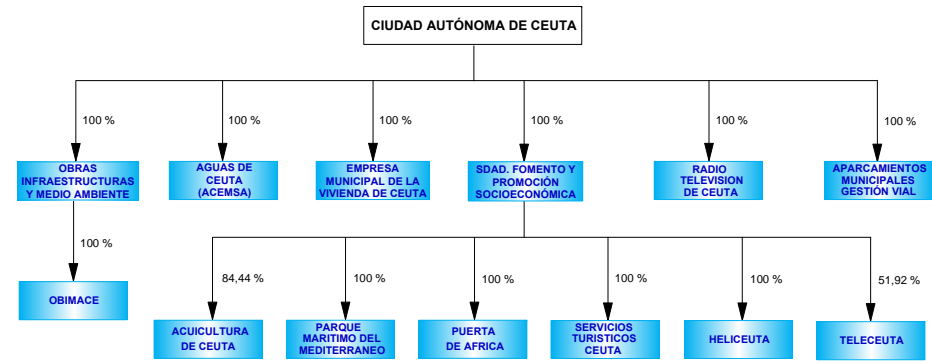 CIUDAD AUTÓNOMA DE CEUTA
100 %
100 %
100 %
100 %
100 %
100 %
OBRAS
INFRAESTRUCTURAS
Y MEDIO AMBIENTE
AGUAS DE
CEUTA
(ACEMSA)
EMPRESA
MUNICIPAL DE LA
VIVIENDA DE CEUTA
SDAD. FOMENTO Y
PROMOCIÓN
SOCIOECONÓMICA
RADIO
TELEVISION
DE CEUTA
APARCAMIENTOS
MUNICIPALES
GESTIÓN VIAL
100 %
OBIMACE
84,44 %
100 %
100 %
100 %
100 %
51,92 %
ACUICULTURA
DE CEUTA
PARQUE
MARITIMO DEL
MEDITERRANEO
PUERTA
DE AFRICA
SERVICIOS
TURISTICOS
CEUTA
HELICEUTA
TELECEUTA